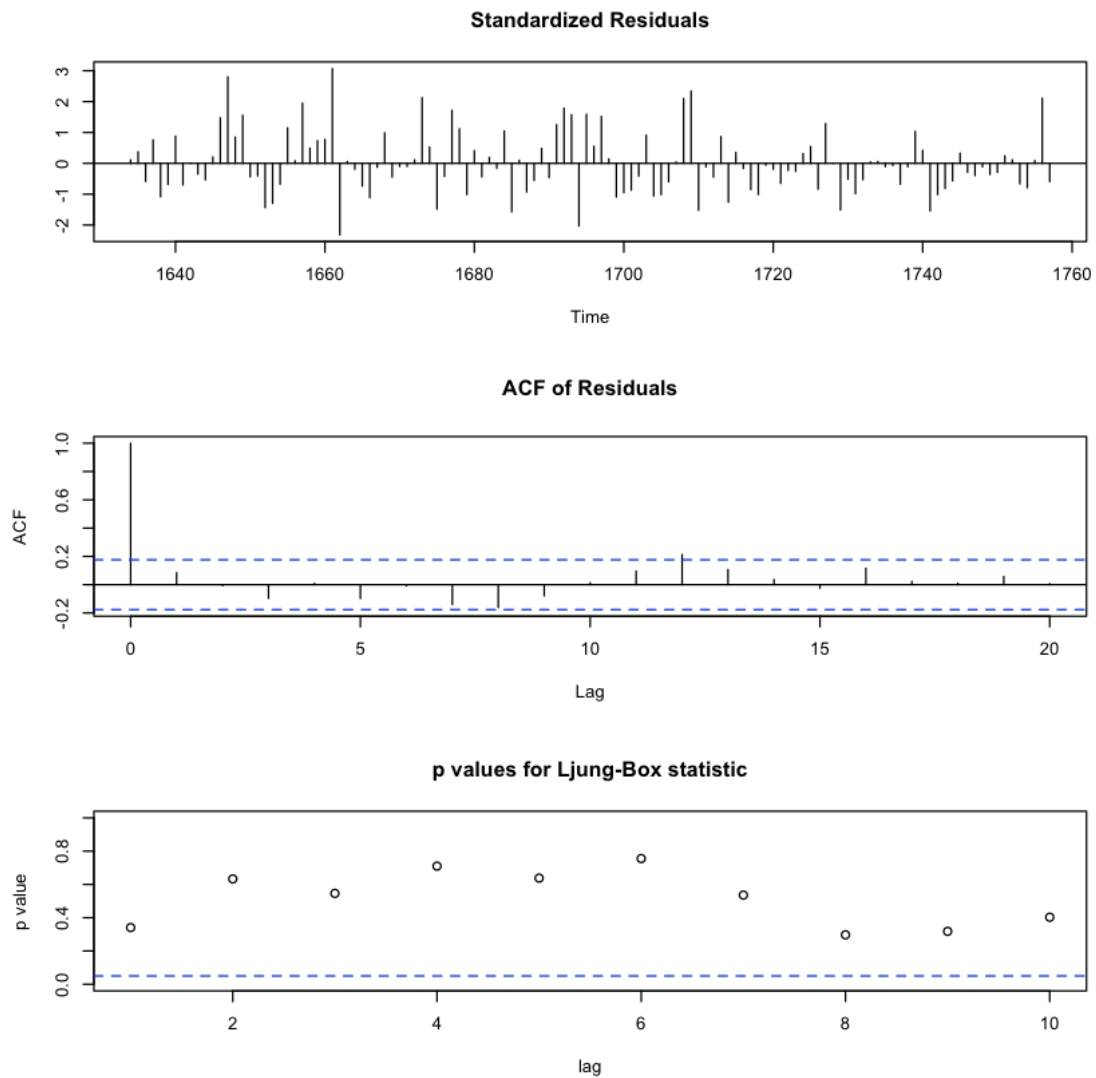 Standardized Residuals
3
2
1
0
-1
-2
1640 1660 1680 1700 1720 1740 1760
Time
ACF of Residuals
1.0
0.6
0.2
-0.2
ACF
0 5 10 15 20
Lag
p values for Ljung-Box statistic
0.8
0.4
0.0
p value
2 4 6 8 10
lag